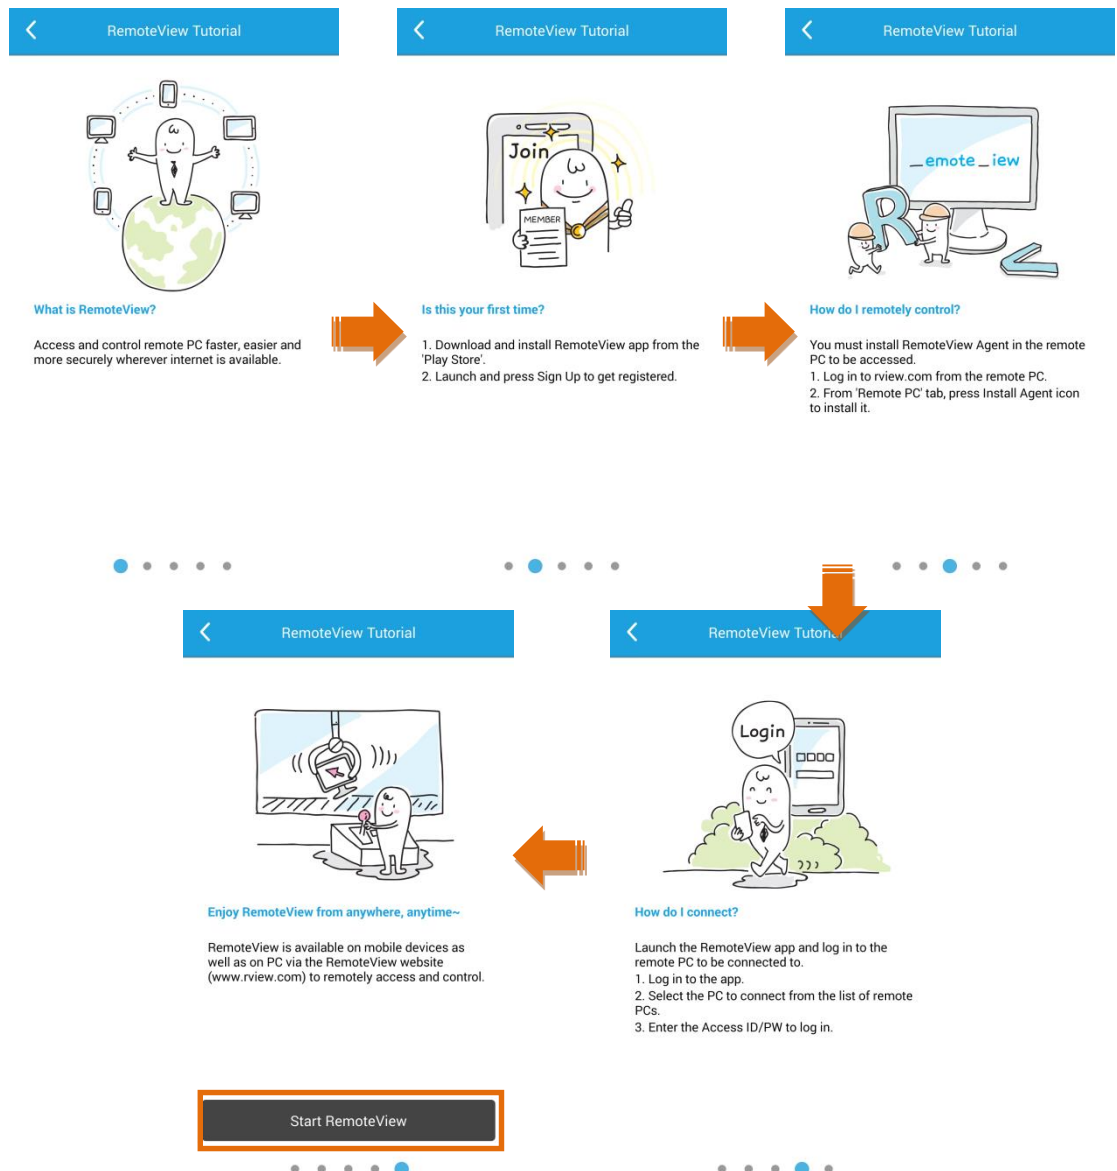 RemoteView Tutorial
What is RemoteView?
Access and control remote PC faster, easier and
more securely wherever internet is available.
RemoteView Tutorial
Join
MEMBER
Is this your first time?
1. Download and install RemoteView app from the
'Play Store'.
2. Launch and press Sign Up to get registered.
RemoteView Tutorial
_emote_iew
R
V
How do I remotely control?
You must install RemoteView Agent in the remote
PC to be accessed.
1. Log in to rview.com from the remote PC.
2. From 'Remote PC' tab, press Install Agent icon
to install it.
RemoteView Tutorial
Login
How do I connect?
Launch the RemoteView app and log in to the
remote PC to be connected to.
1. Log in to the app.
2. Select the PC to connect from the list of remote
PCs.
3. Enter the Access ID/PW to log in.
RemoteView Tutorial
Enjoy RemoteView from anywhere, anytime~
RemoteView is available on mobile devices as
well as on PC via the RemoteView website
(www.rview.com) to remotely access and control.
Start RemoteView